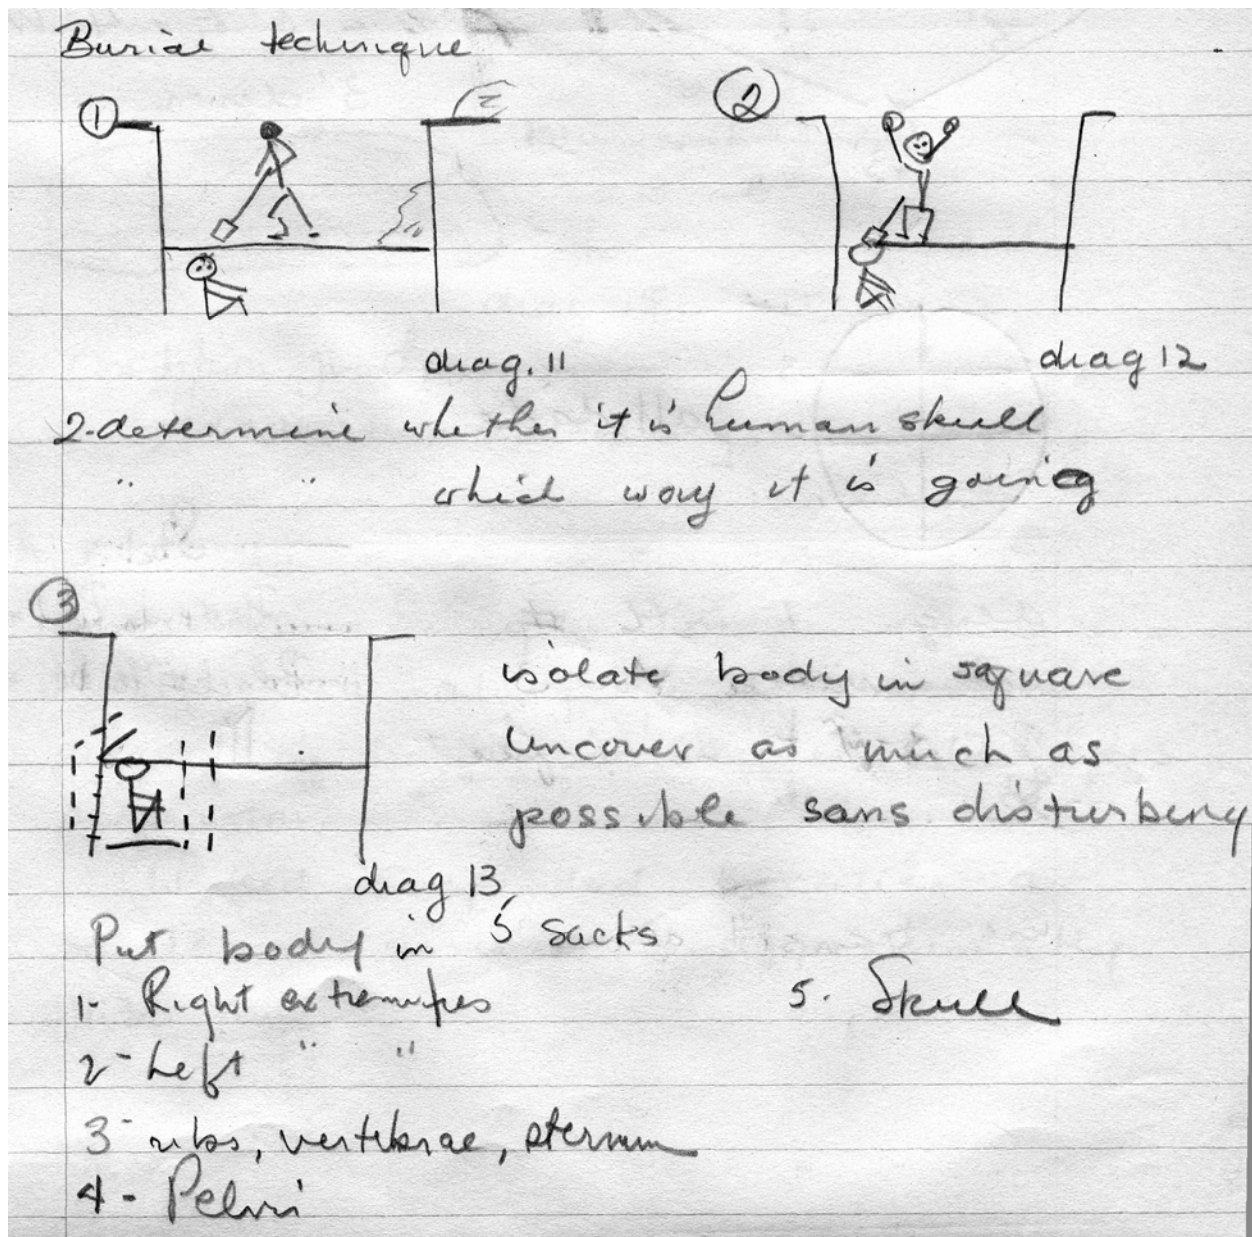 Burial technique
1
2
diag. 11
diag 12
2-determine whether it is human skull
" " which way it is going
3
isolate body in square
uncover as much as
possible sans disturbing
diag 13
Put body in 5 sacks
1- Right extremities
5. Skull
2- Left " "
3- ribs, vertebrae, sternum
4- Pelvis